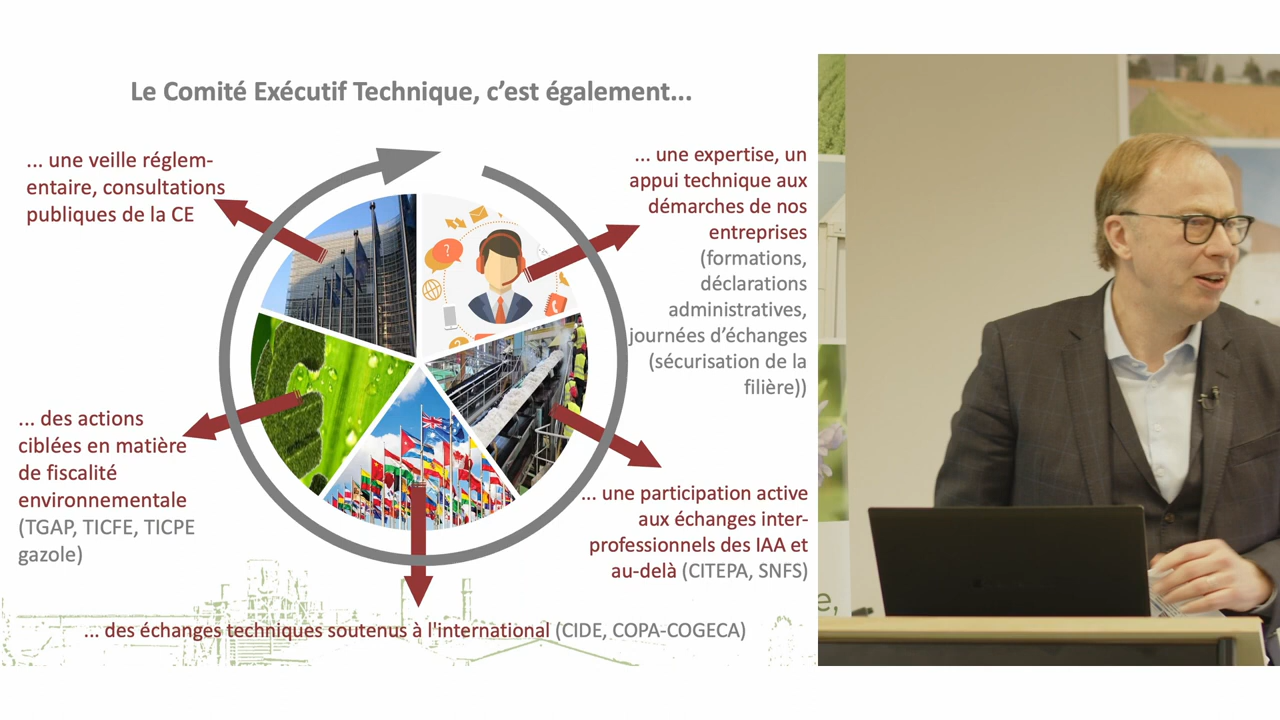 Le Comité Exécutif Technique, c’est également...
... une veille réglem-
entaire, consultations
publiques de la CE
... une expertise, un
appui technique aux
démarches de nos
entreprises
(formations,
déclarations
administratives,
journées d’échanges
(sécurisation de la
filière))
... des actions
ciblées en matière
de fiscalité
environnementale
(TGAP, TICFE, TICPE
gazole)
... une participation active
aux échanges inter-
professionnels des IAA et
au-delà (CITEPA, SNFS)
... des échanges techniques soutenus à l'international (CIDE, COPA-COGECA)
e,